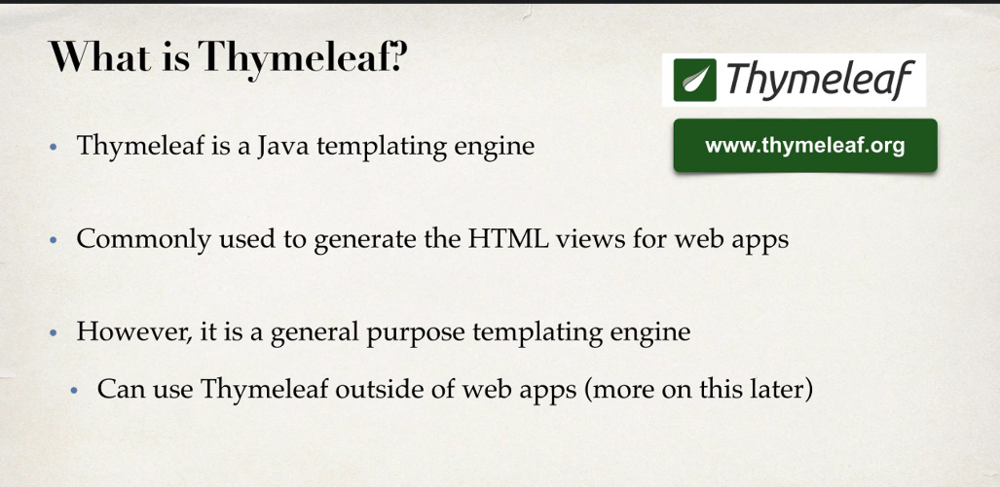 What is Thymeleaf?
Thymeleaf
www.thymeleaf.org
• Thymeleaf is a Java templating engine
• Commonly used to generate the HTML views for web apps
• However, it is a general purpose templating engine
• Can use Thymeleaf outside of web apps (more on this later)